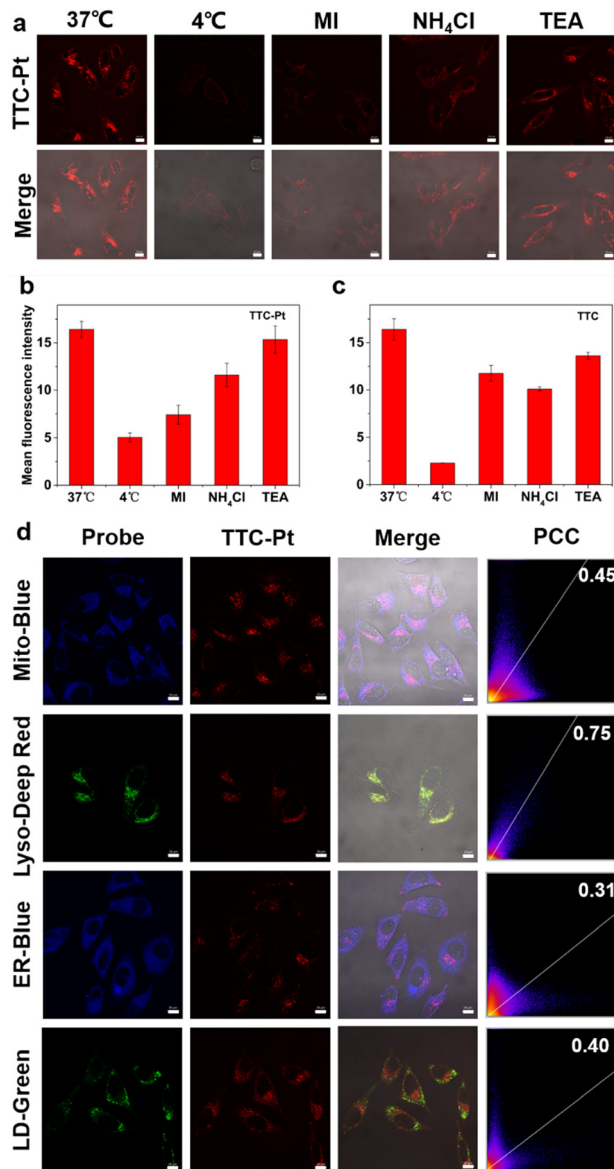 a
37℃ 4℃ MI NH₄Cl TEA
TTC-Pt
Merge
b
TTC-Pt
Mean fluorescence intensity
15
10
5
0
37℃ 4℃ MI NH₄Cl TEA
c
TTC
15
10
5
0
37℃ 4℃ MI NH₄Cl TEA
d
Probe TTC-Pt Merge PCC
Mito-Blue
0.45
Lyso-Deep Red
0.75
ER-Blue
0.31
LD-Green
0.40